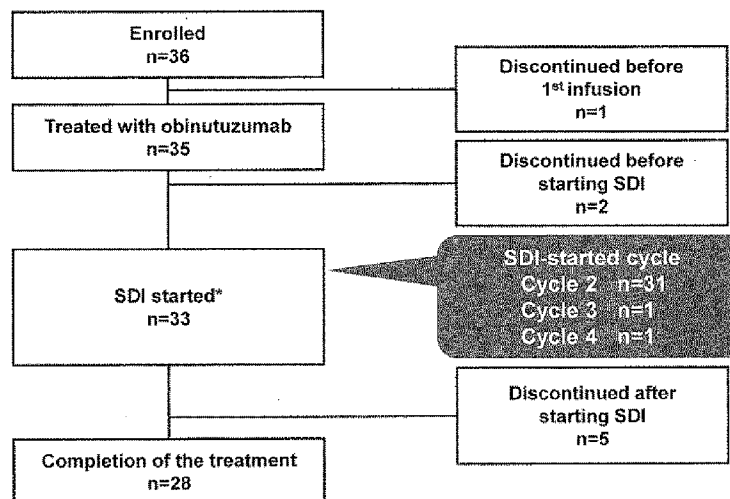 Enrolled
n=36
Discontinued before
1st infusion
n=1
Treated with obinutuzumab
n=35
Discontinued before
starting SDI
n=2
SDI-started cycle
Cycle 2 n=31
Cycle 3 n=1
Cycle 4 n=1
SDI started*
n=33
Discontinued after
starting SDI
n=5
Completion of the treatment
n=28